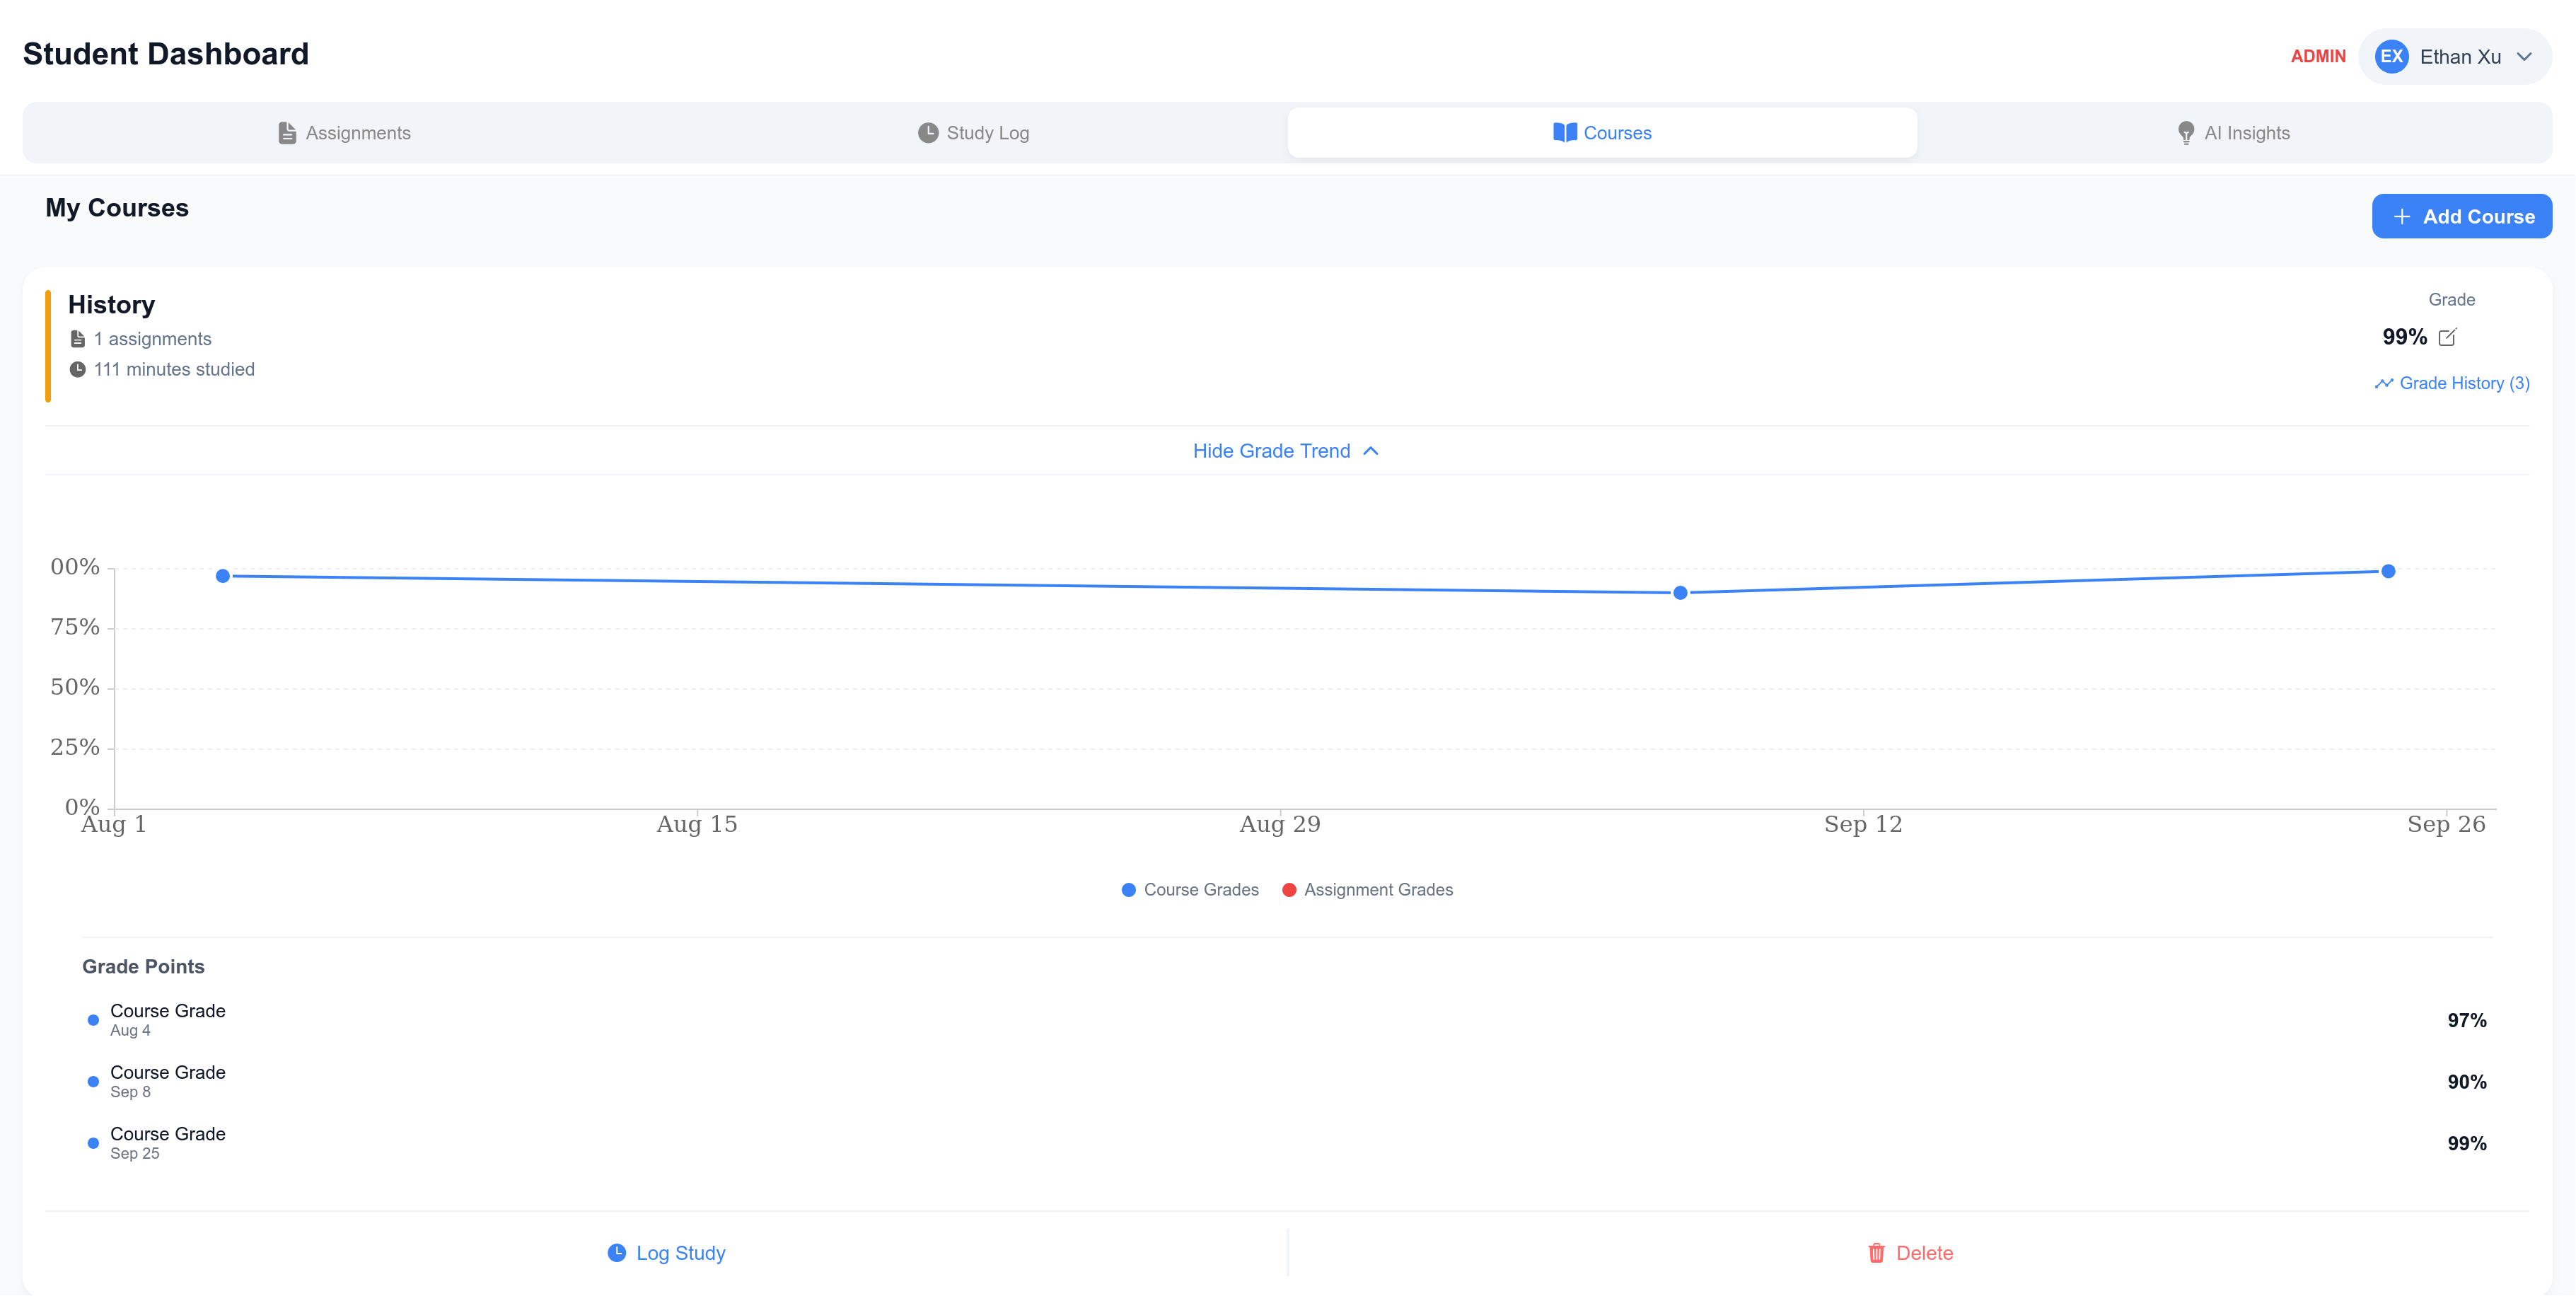 Student Dashboard
ADMIN
EX
Ethan Xu
Assignments
Study Log
Courses
AI Insights
My Courses
Add Course
History
1 assignments
111 minutes studied
Grade
99%
Grade History (3)
Hide Grade Trend
00%
75%
50%
25%
0%
Aug 1
Aug 15
Aug 29
Sep 12
Sep 26
Course Grades
Assignment Grades
Grade Points
Course Grade
Aug 4
97%
Course Grade
Sep 8
90%
Course Grade
Sep 25
99%
Log Study
Delete